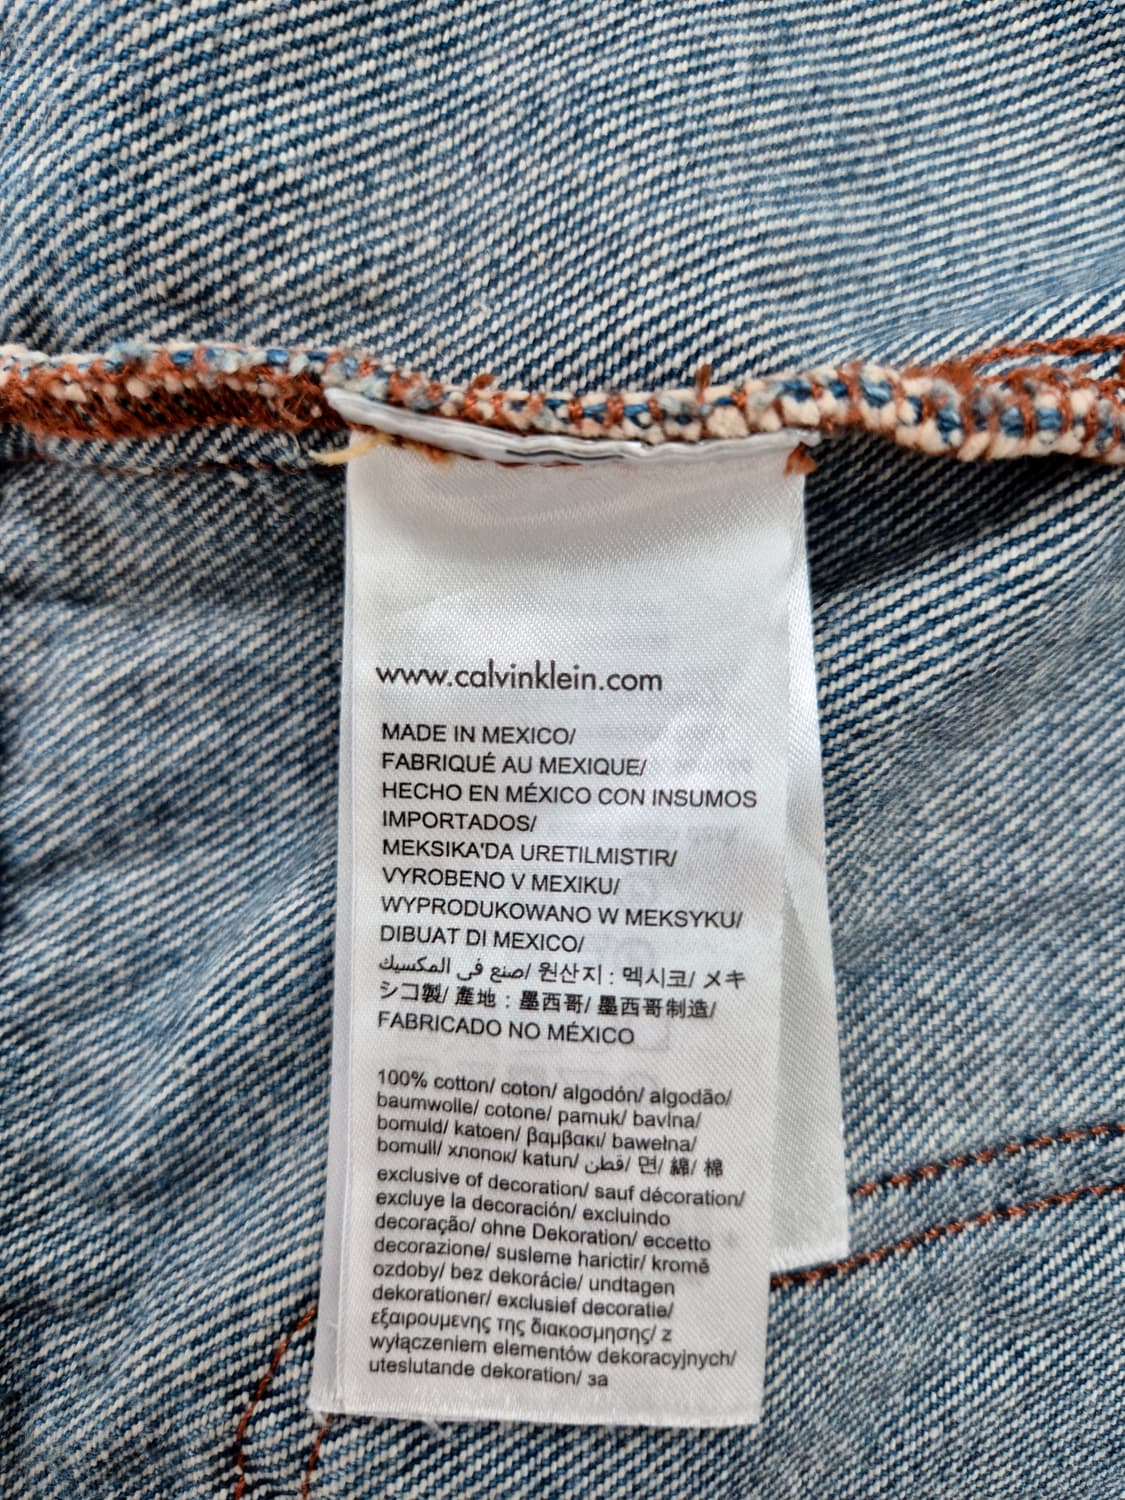 www.calvinklein.com
MADE IN MEXICO/
FABRIQUÉ AU MEXIQUE/
HECHO EN MÉXICO CON INSUMOS
IMPORTADOS/
MEKSIKA'DA URETILMISTIR/
VYROBENO V MEXIKU/
WYPRODUKOWANO W MEKSYKU/
DIBUAT DI MEXICO/
صنع في المكسيك/ 원산지 : 멕시코/ メキ
シコ製/ 産地 : 墨西哥/ 墨西哥制造/
FABRICADO NO MÉXICO
100% cotton/ coton/ algodón/ algodão/
baumwolle/ cotone/ pamuk/ bavlna/
bomuld/ katoen/ βαμβακι/ bawełna/
bomull/ хлопок/ katun/ قطن/ 면/ 綿/ 棉
exclusive of decoration/ sauf décoration/
excluye la decoración/ excluindo
decoração/ ohne Dekoration/ eccetto
decorazione/ susleme harictir/ kromě
ozdoby/ bez dekorácie/ undtagen
dekorationer/ exclusief decoratie/
εξαιρουμενης της διακοσμησης/ z
wyłączeniem elementów dekoracyjnych/
uteslutande dekoration/ за